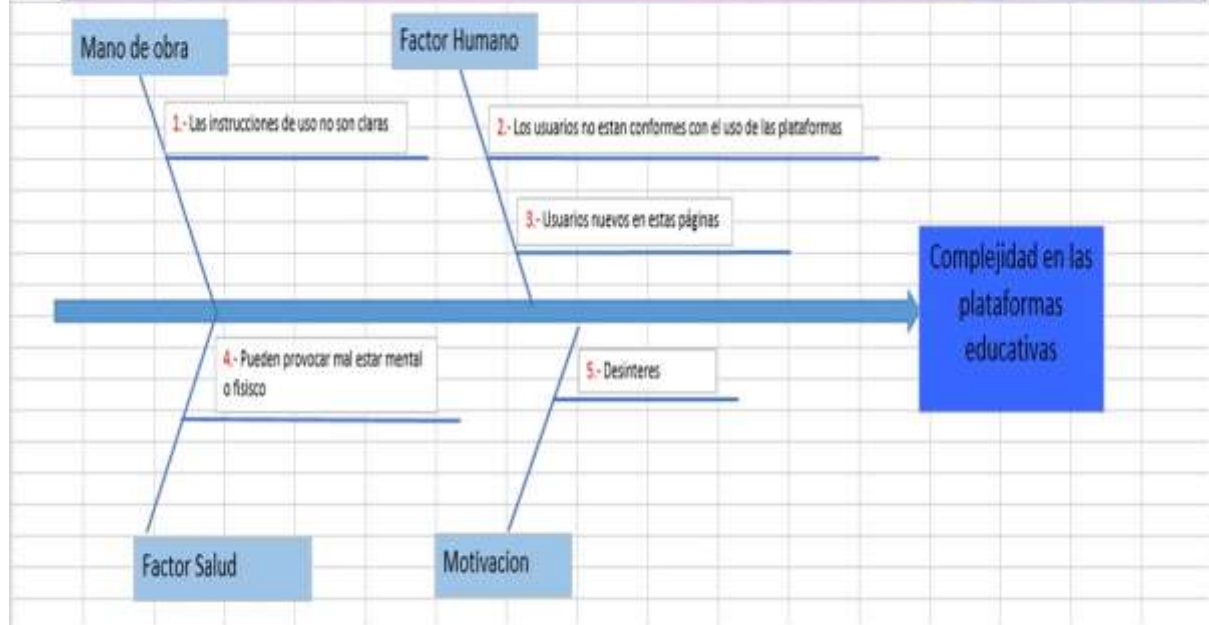 Mano de obra
Factor Humano
1.- Las instrucciones de uso no son claras
2.- Los usuarios no estan conformes con el uso de las plataformas
3.- Usuarios nuevos en estas páginas
Complejidad en las
plataformas
educativas
4.- Pueden provocar mal estar mental
o fisisco
5.- Desinteres
Factor Salud
Motivacion